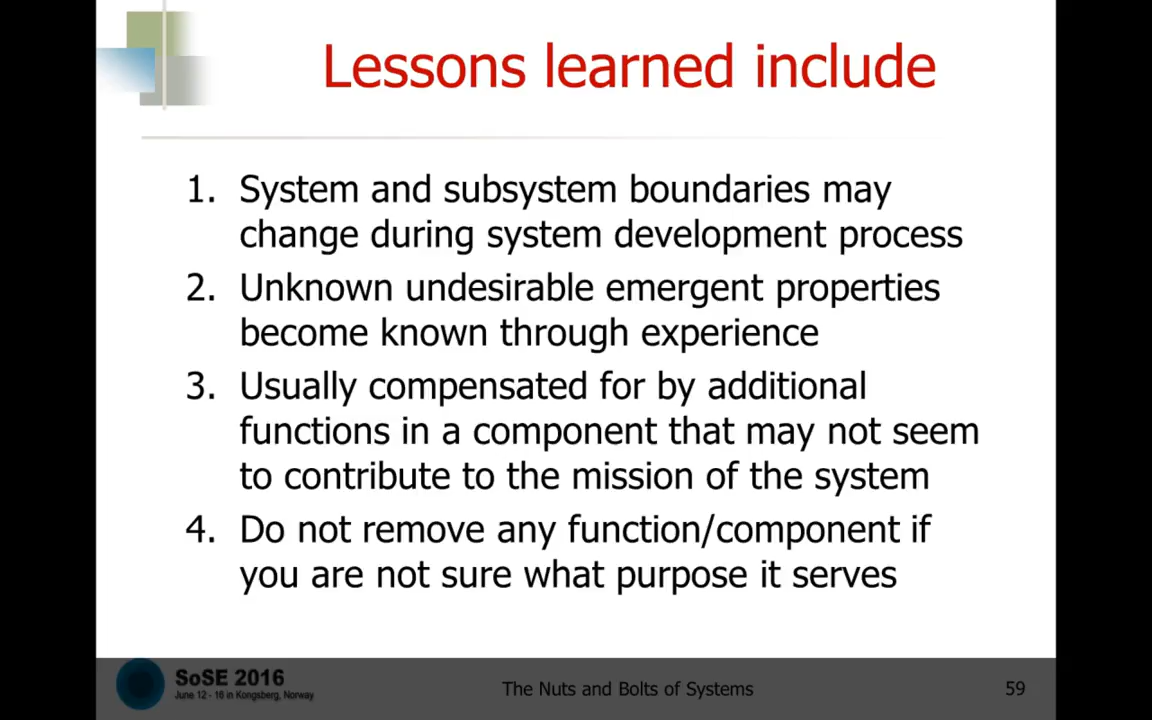 Lessons learned include
1. System and subsystem boundaries may
change during system development process
2. Unknown undesirable emergent properties
become known through experience
3. Usually compensated for by additional
functions in a component that may not seem
to contribute to the mission of the system
4. Do not remove any function/component if
you are not sure what purpose it serves
SoSE 2016
June 12 - 16 in Kongsberg, Norway
The Nuts and Bolts of Systems
59